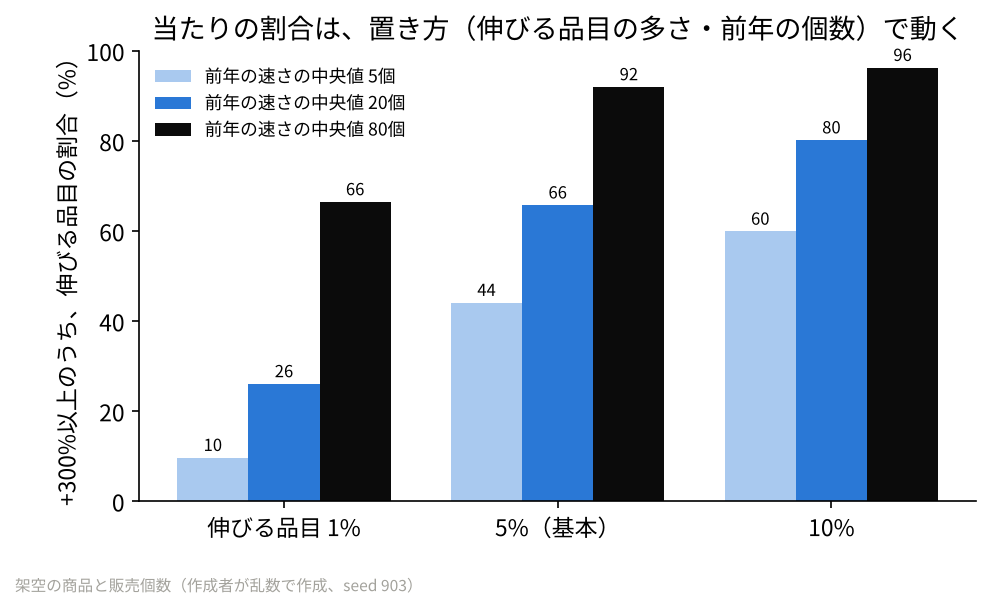 当たりの割合は、置き方（伸びる品目の多さ・前年の個数）で動く
+300%以上のうち、伸びる品目の割合（%）
100
80
60
40
20
0
前年の速さの中央値 5個
前年の速さの中央値 20個
前年の速さの中央値 80個
10
26
66
44
66
92
60
80
96
伸びる品目 1%
5%（基本）
10%
架空の商品と販売個数（作成者が乱数で作成、seed 903）